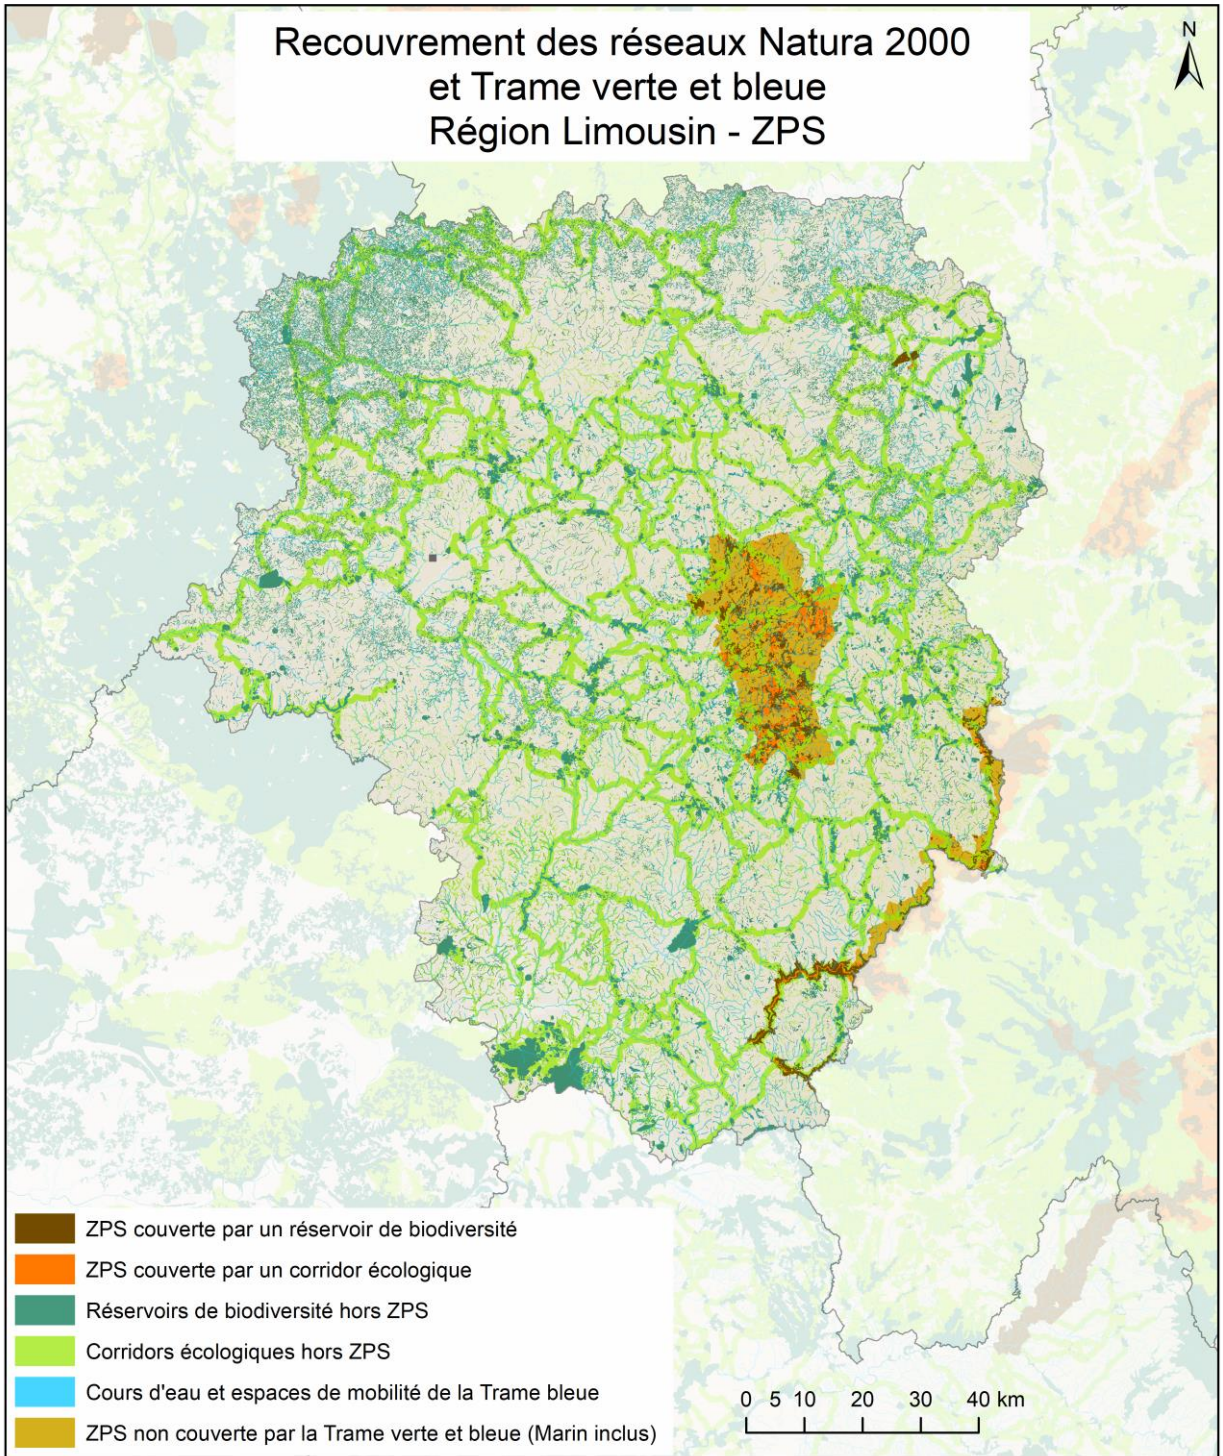 Recouvrement des réseaux Natura 2000
et Trame verte et bleue
Région Limousin - ZPS
N
ZPS couverte par un réservoir de biodiversité
ZPS couverte par un corridor écologique
Réservoirs de biodiversité hors ZPS
Corridors écologiques hors ZPS
Cours d'eau et espaces de mobilité de la Trame bleue
ZPS non couverte par la Trame verte et bleue (Marin inclus)
0 5 10 20 30 40 km